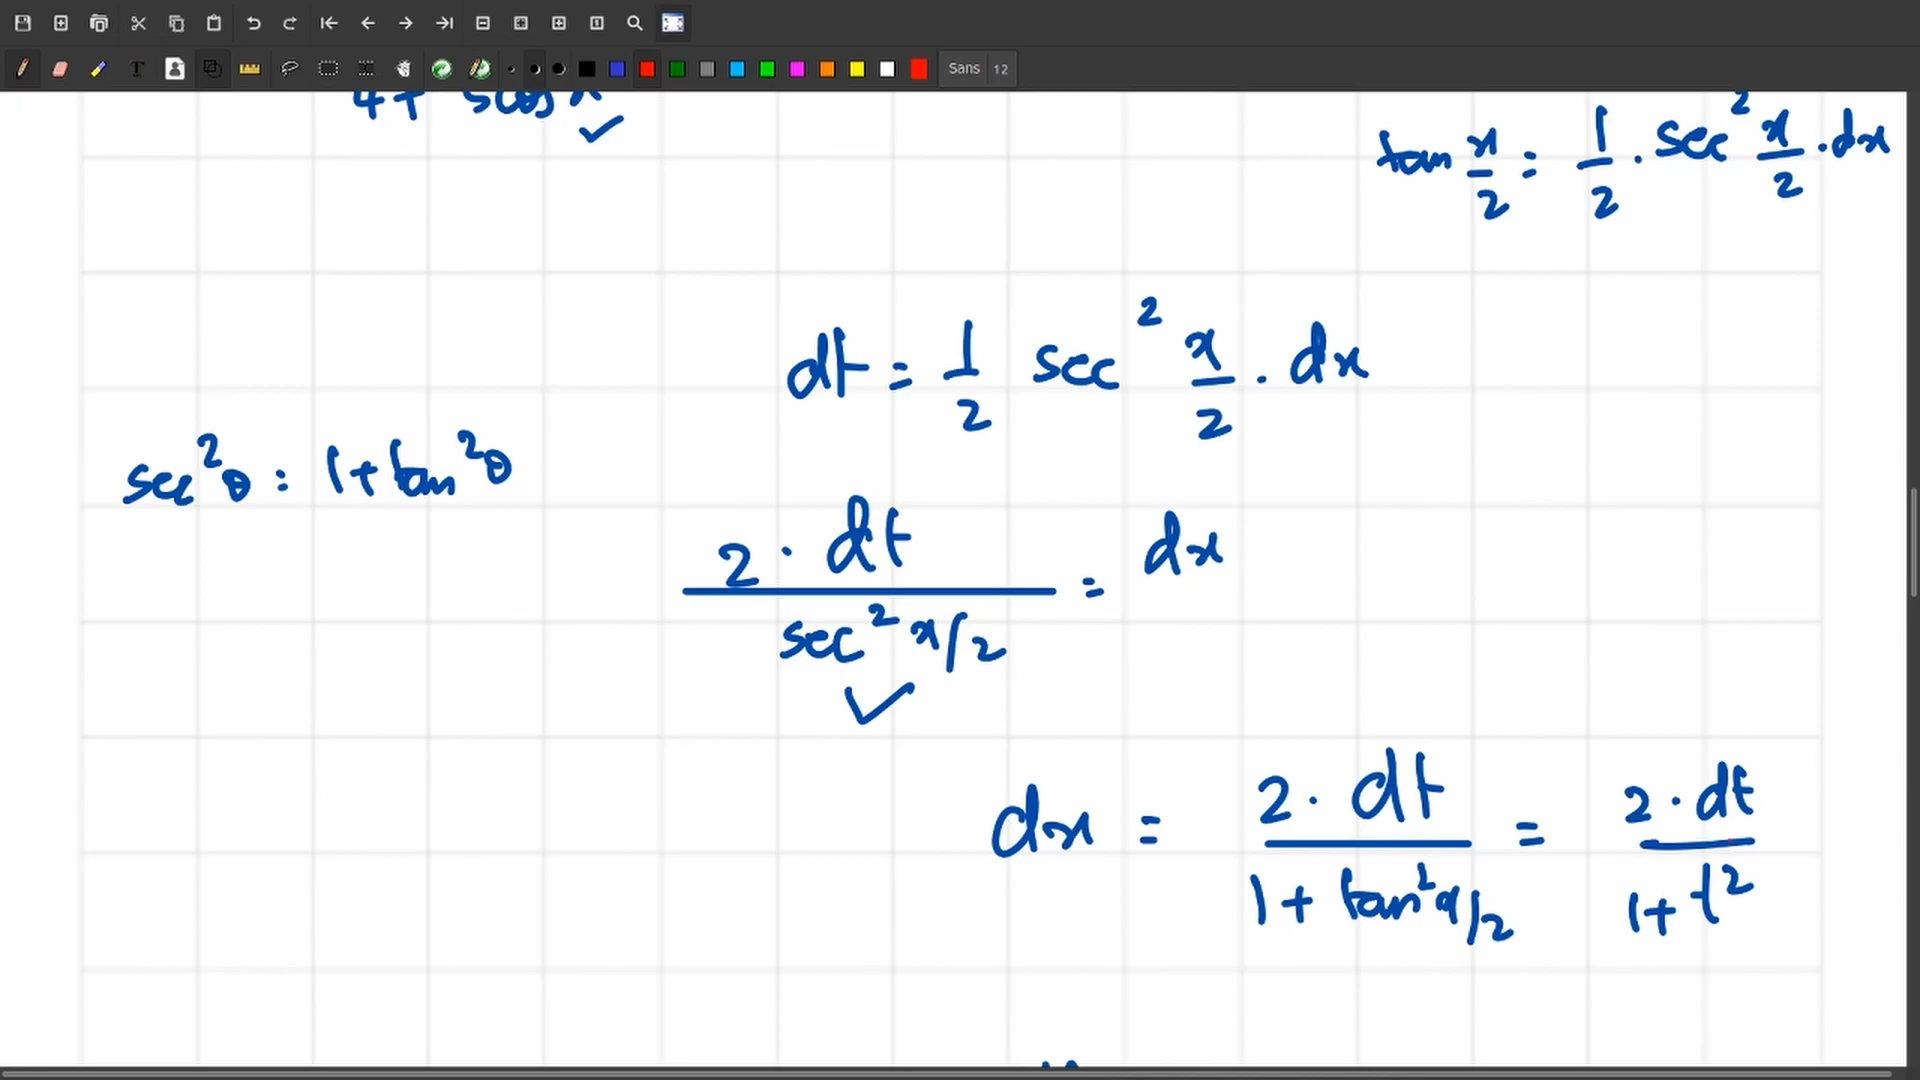 Sans 12
4+ 5cosx
tan x/2 = 1/2 . sec² x/2 . dx
dt = 1/2 sec² x/2 . dx
sec²θ = 1+tan²θ
2 . dt / sec² x/2 = dx
dx = 2 . dt / 1 + tan² x/2 = 2 . dt / 1 + t²